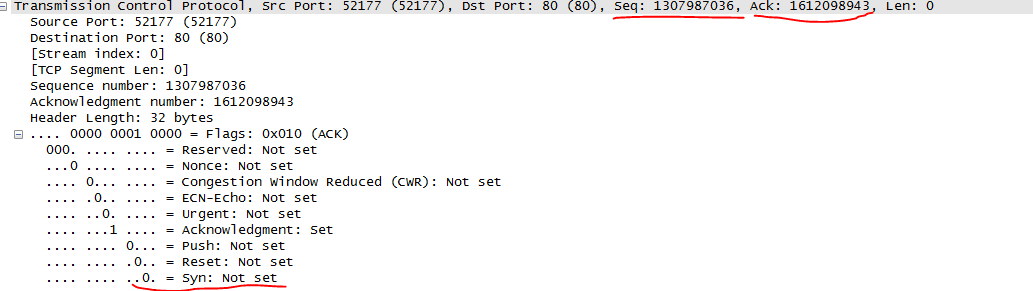 Transmission Control Protocol, Src Port: 52177 (52177), Dst Port: 80 (80), Seq: 1307987036, Ack: 1612098943, Len: 0
Source Port: 52177 (52177)
Destination Port: 80 (80)
[Stream index: 0]
[TCP Segment Len: 0]
Sequence number: 1307987036
Acknowledgment number: 1612098943
Header Length: 32 bytes
.... 0000 0001 0000 = Flags: 0x010 (ACK)
000. .... .... = Reserved: Not set
...0 .... .... = Nonce: Not set
.... 0... .... = Congestion Window Reduced (CWR): Not set
.... .0.. .... = ECN-Echo: Not set
.... ..0. .... = Urgent: Not set
.... ...1 .... = Acknowledgment: Set
.... .... 0... = Push: Not set
.... .... .0.. = Reset: Not set
.... .... ..0. = Syn: Not set